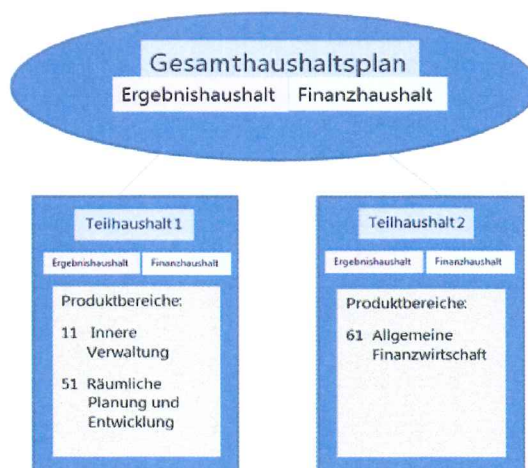 Gesamthaushaltsplan
Ergebnishaushalt Finanzhaushalt
Teilhaushalt 1
Ergebnishaushalt Finanzhaushalt
Produktbereiche:
11 Innere
Verwaltung
51 Räumliche
Planung und
Entwicklung
Teilhaushalt 2
Ergebnishaushalt Finanzhaushalt
Produktbereiche:
61 Allgemeine
Finanzwirtschaft